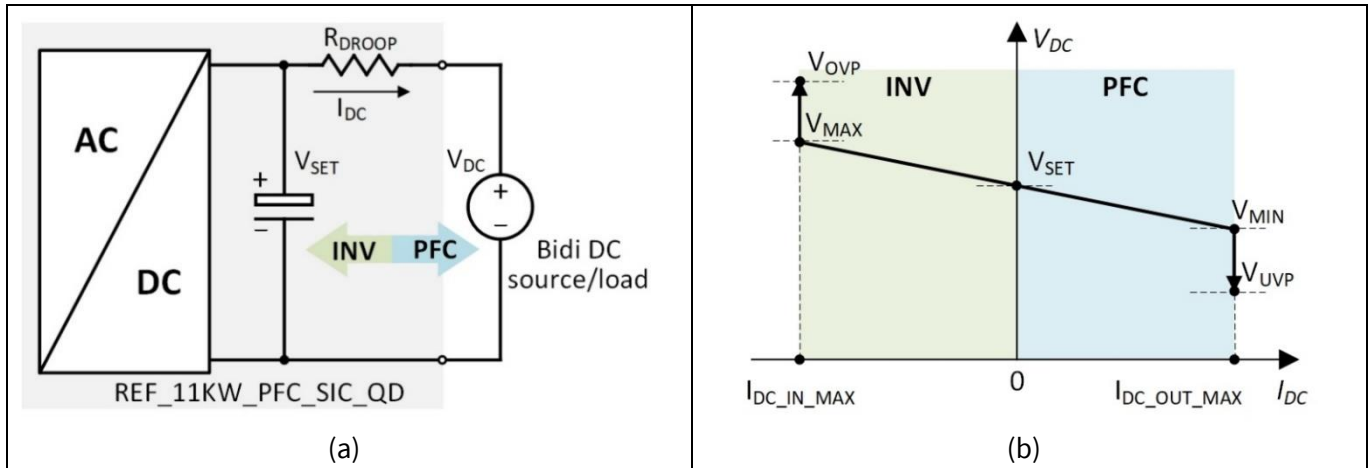 AC
DC
R_DROOP
I_DC
V_SET
+
−
V_DC
+
−
INV
PFC
Bidi DC
source/load
REF_11KW_PFC_SIC_QD
(a)
V_DC
V_OVP
INV
PFC
V_MAX
V_SET
V_MIN
V_UVP
0
I_DC_IN_MAX
I_DC_OUT_MAX
I_DC
(b)